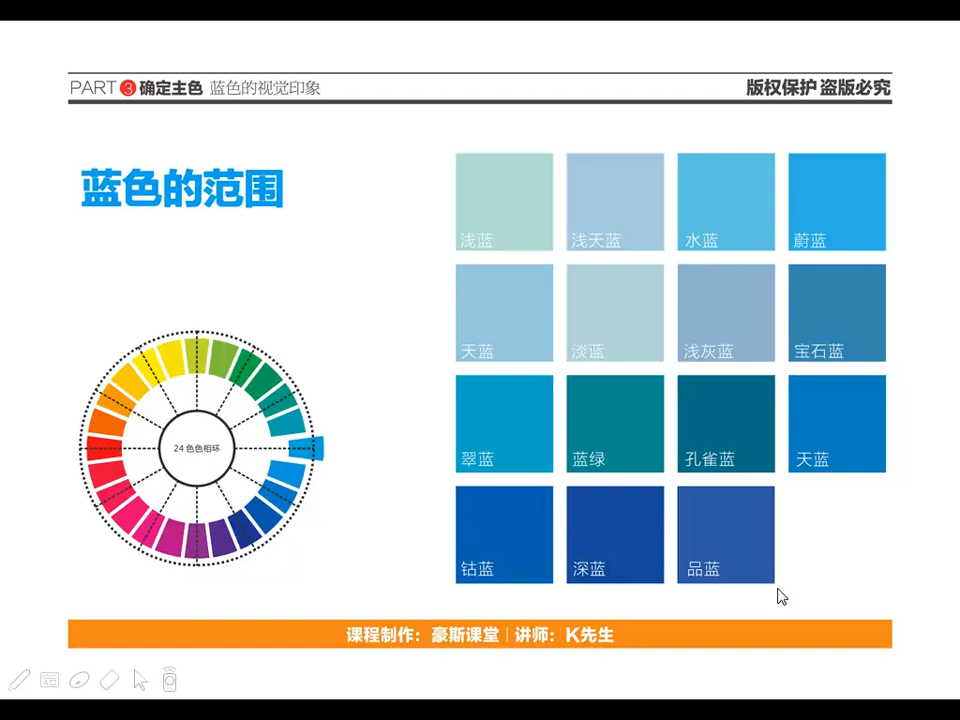 PART 3 确定主色 蓝色的视觉印象
版权保护 盗版必究
蓝色的范围
浅蓝 浅天蓝 水蓝 蔚蓝
天蓝 淡蓝 浅灰蓝 宝石蓝
翠蓝 蓝绿 孔雀蓝 天蓝
钴蓝 深蓝 品蓝
24 色色相环
课程制作：豪斯课堂 | 讲师：K先生